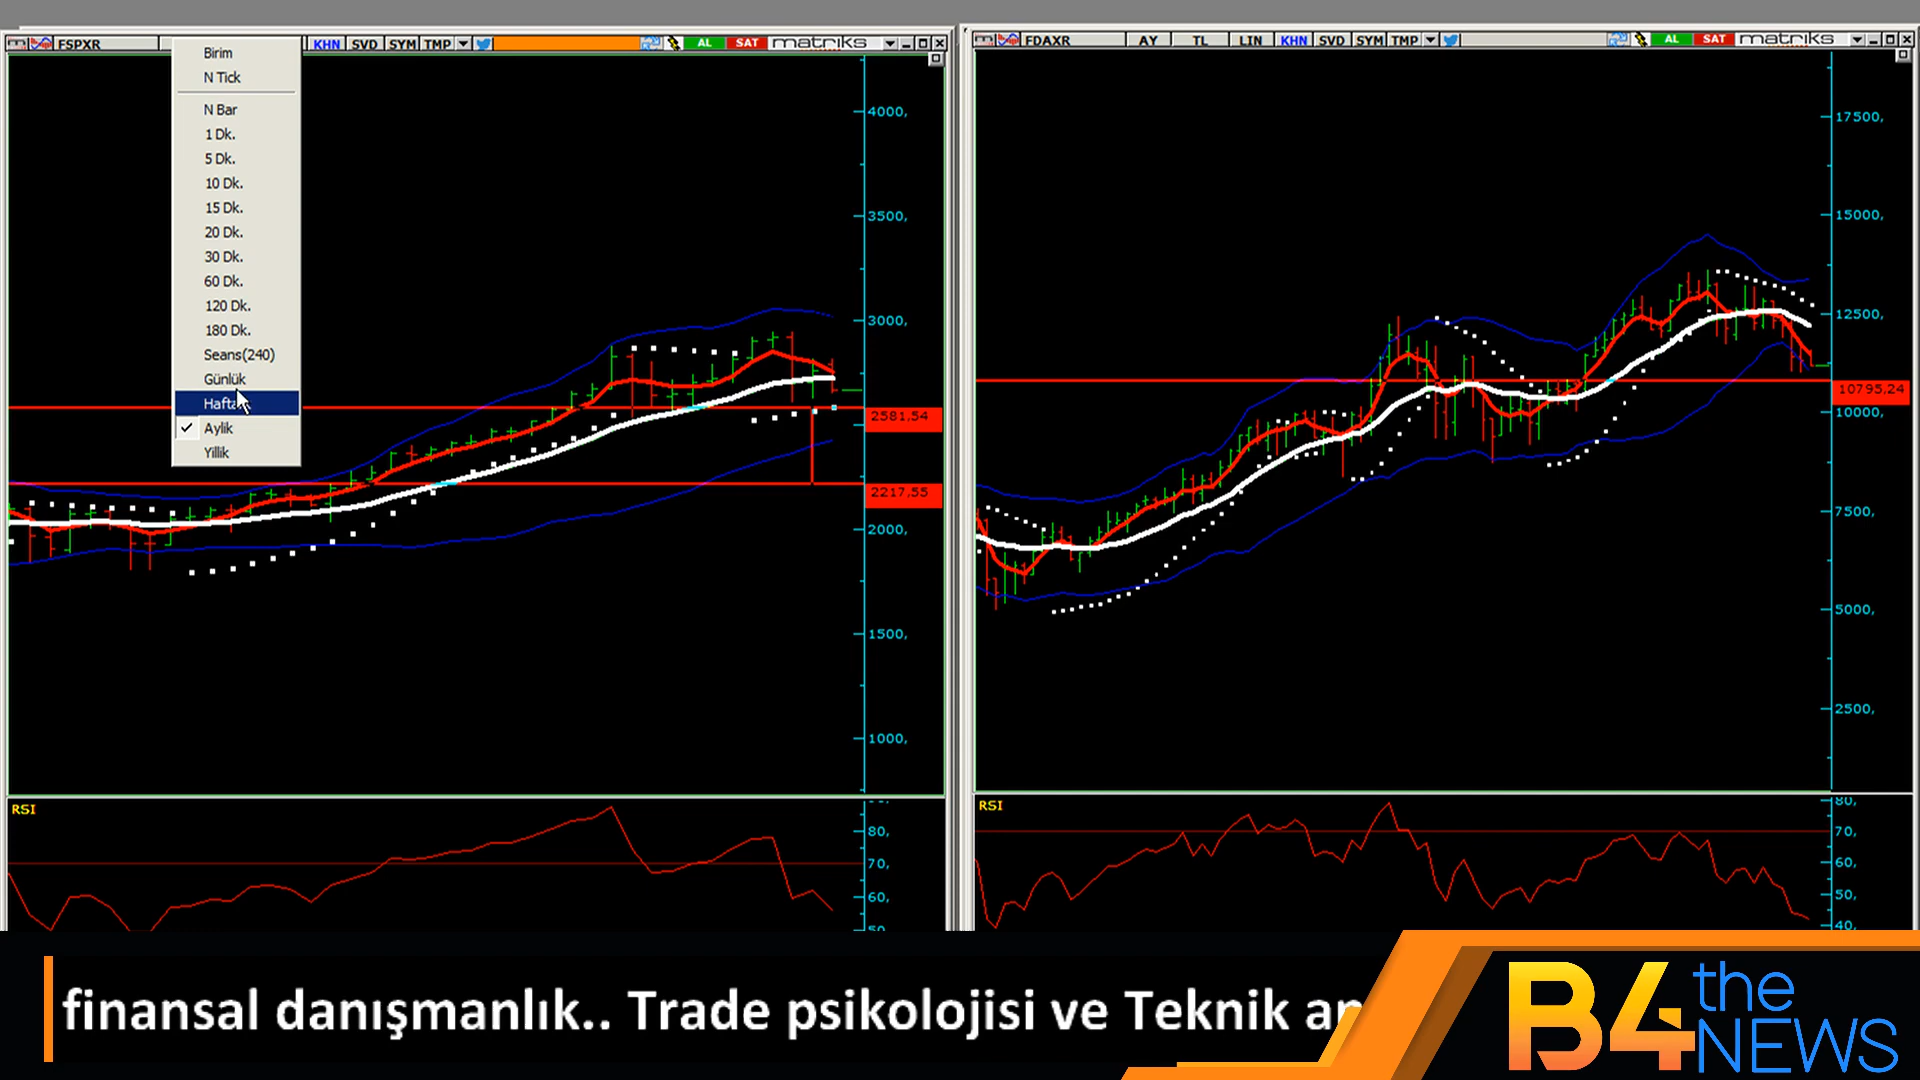 FSPXR
KHN SVD SYM TMP AL SAT matriks
Birim
N Tick
N Bar
1 Dk.
5 Dk.
10 Dk.
15 Dk.
20 Dk.
30 Dk.
60 Dk.
120 Dk.
180 Dk.
Seans(240)
Günlük
Hafta
Aylik
Yillik
4000,
3500,
3000,
2581,54
2217,55
2000,
1500,
1000,
RSI
80,
70,
60,
50
FDAXR AY TL LIN KHN SVD SYM TMP AL SAT matriks
17500,
15000,
12500,
10795,24
10000,
7500,
5000,
2500,
RSI
80,
70,
60,
50,
40,
finansal danışmanlık.. Trade psikolojisi ve Teknik an
B4 the NEWS